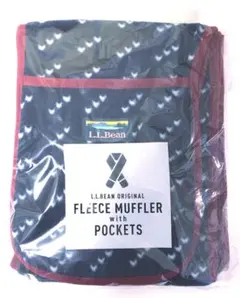 L.L.Bean
L.L.BEAN ORIGINAL
FLEECE MUFFLER
with
POCKETS